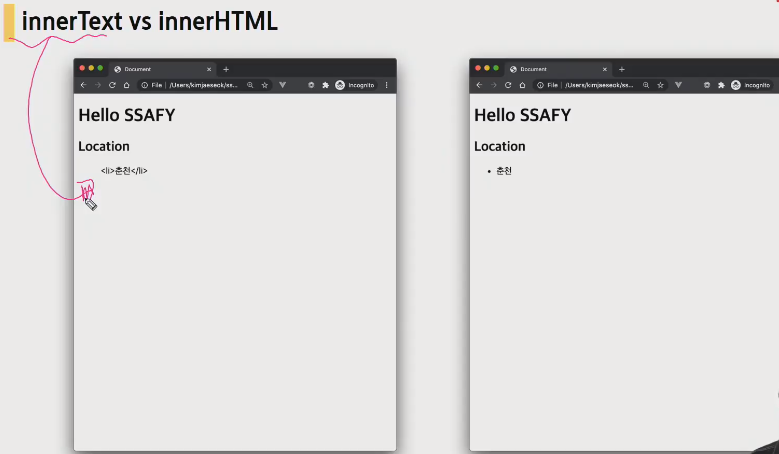 innerText vs innerHTML
Document
File | /Users/kimjaeseok/ss...
Incognito
Hello SSAFY
Location
<li>춘천</li>
Document
File | /Users/kimjaeseok/ss...
Incognito
Hello SSAFY
Location
• 춘천